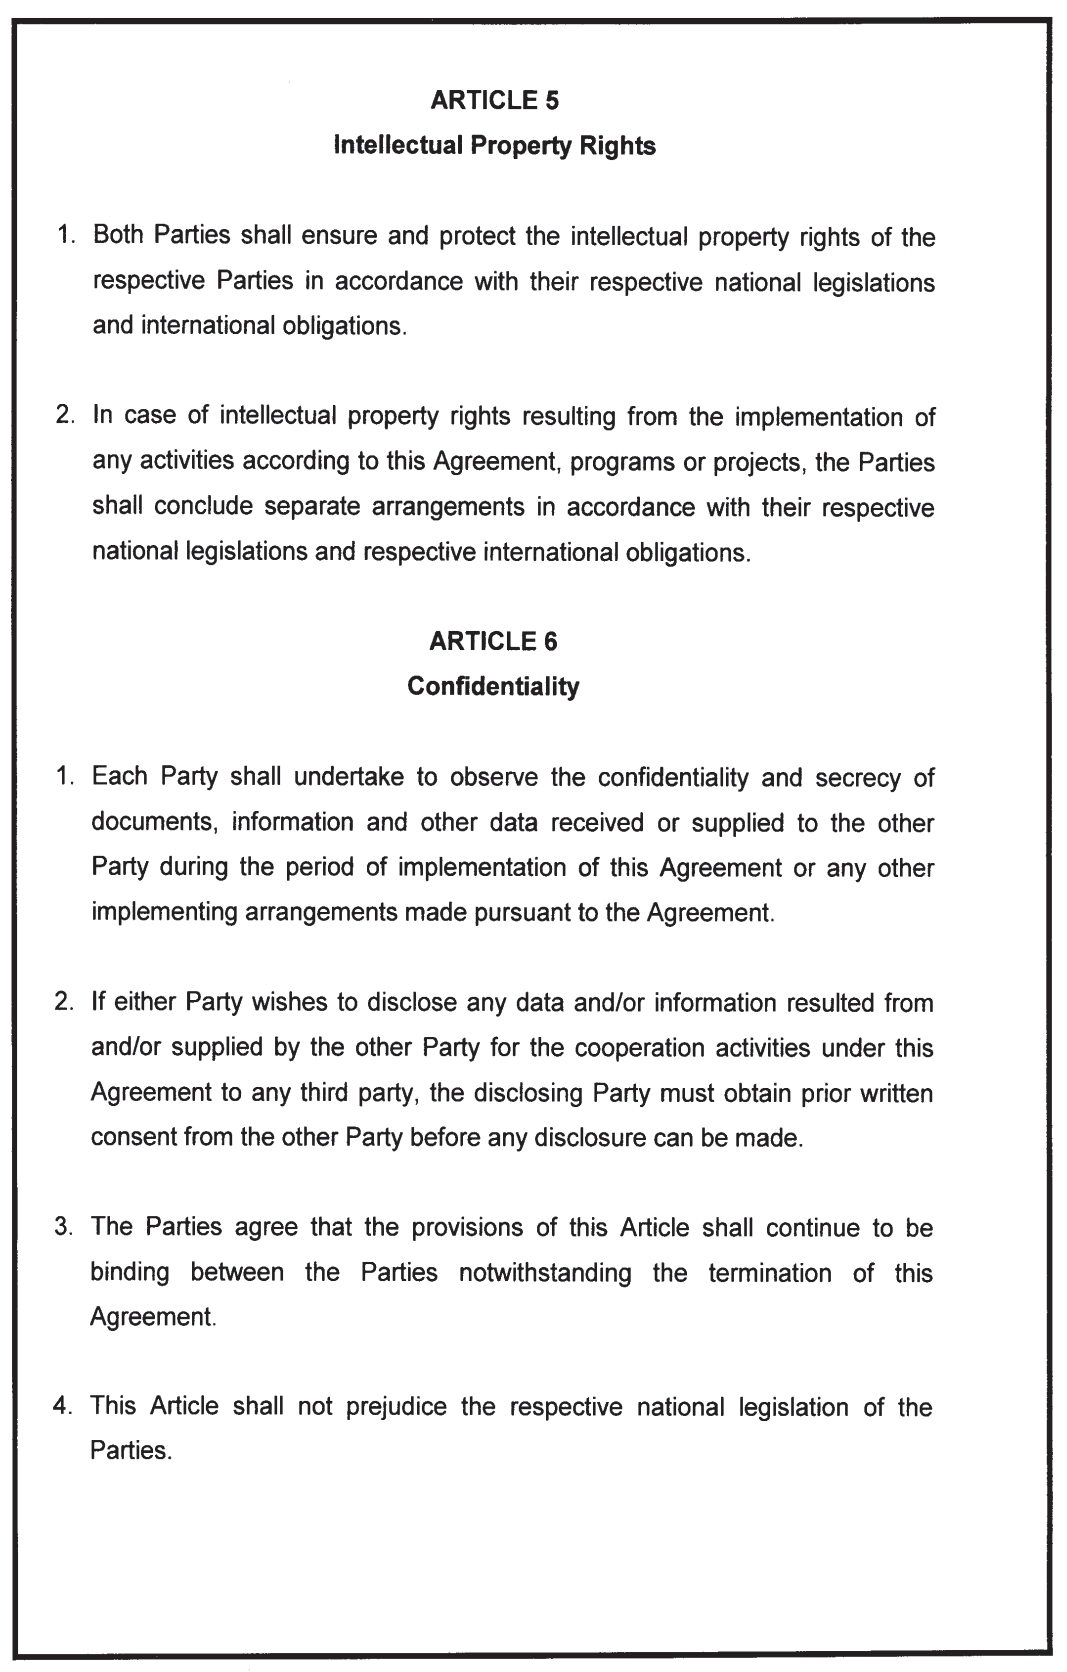 ARTICLE 5
Intellectual Property Rights
1. Both Parties shall ensure and protect the intellectual property rights of the
respective Parties in accordance with their respective national legislations
and international obligations.
2. In case of intellectual property rights resulting from the implementation of
any activities according to this Agreement, programs or projects, the Parties
shall conclude separate arrangements in accordance with their respective
national legislations and respective international obligations.
ARTICLE 6
Confidentiality
1. Each Party shall undertake to observe the confidentiality and secrecy of
documents, information and other data received or supplied to the other
Party during the period of implementation of this Agreement or any other
implementing arrangements made pursuant to the Agreement.
2. If either Party wishes to disclose any data and/or information resulted from
and/or supplied by the other Party for the cooperation activities under this
Agreement to any third party, the disclosing Party must obtain prior written
consent from the other Party before any disclosure can be made.
3. The Parties agree that the provisions of this Article shall continue to be
binding between the Parties notwithstanding the termination of this
Agreement.
4. This Article shall not prejudice the respective national legislation of the
Parties.